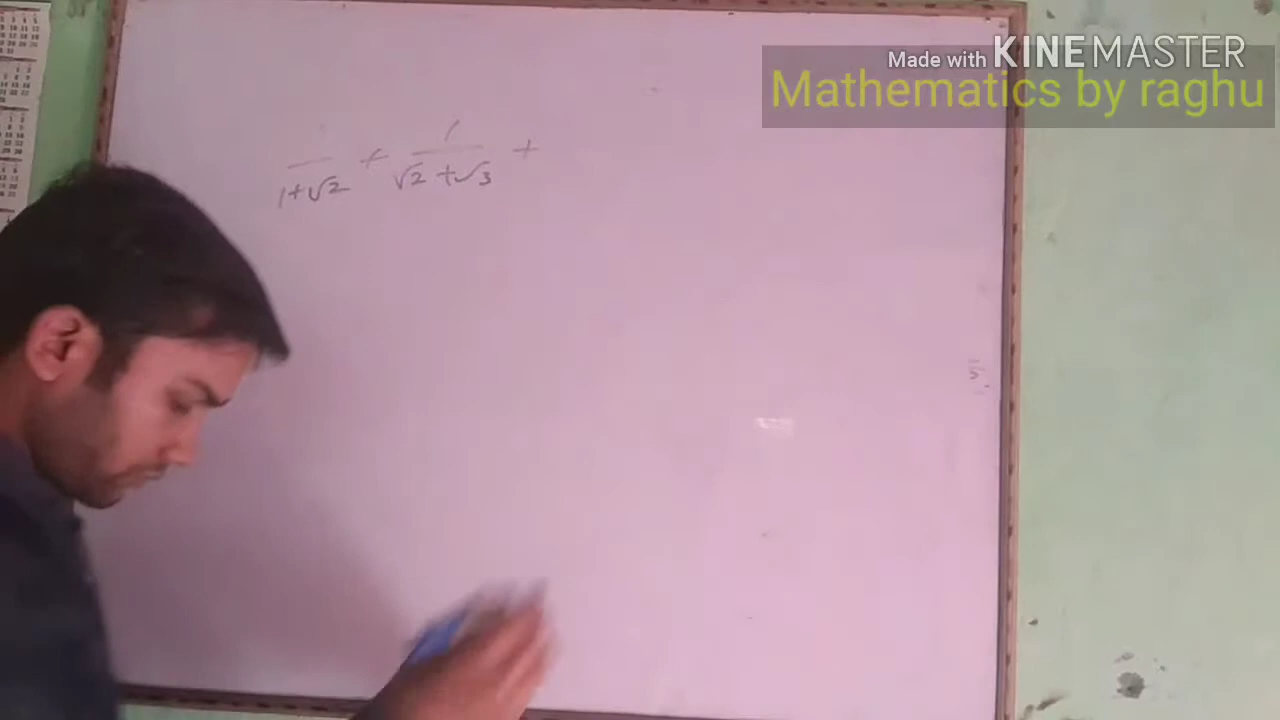 Made with KINEMASTER
Mathematics by raghu
1/(1+√2) + 1/(√2+√3) +